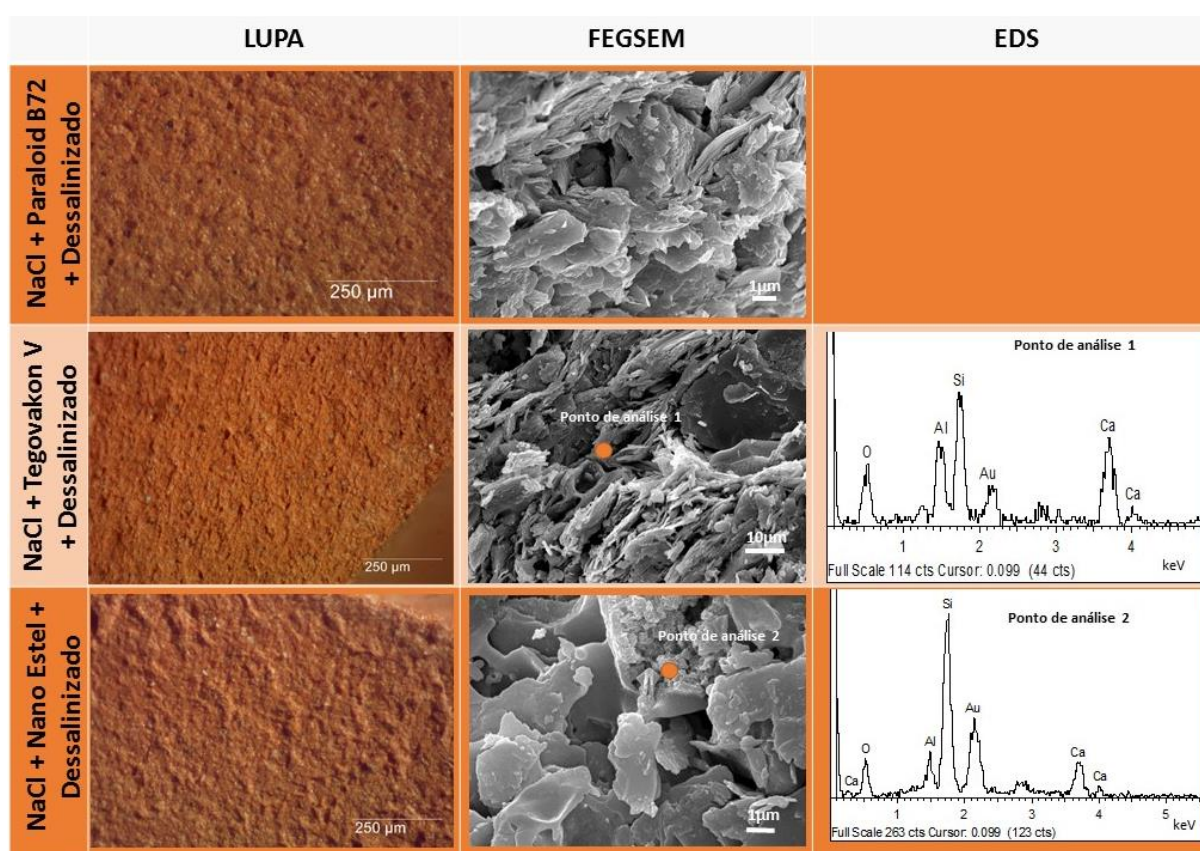 LUPA
FEGSEM
EDS
NaCl + Paraloid B72
+ Dessalinizado
250 µm
1µm
NaCl + Tegovakon V
+ Dessalinizado
250 µm
Ponto de análise 1
10µm
Ponto de análise 1
Si
Al
Ca
O
Au
Ca
1 2 3 4
Full Scale 114 cts Cursor: 0.099 (44 cts)
keV
NaCl + Nano Estel +
Dessalinizado
250 µm
Ponto de análise 2
1µm
Si
Ponto de análise 2
Au
O
Al
Ca
Ca
Ca
1 2 3 4 5
Full Scale 263 cts Cursor: 0.099 (123 cts)
keV